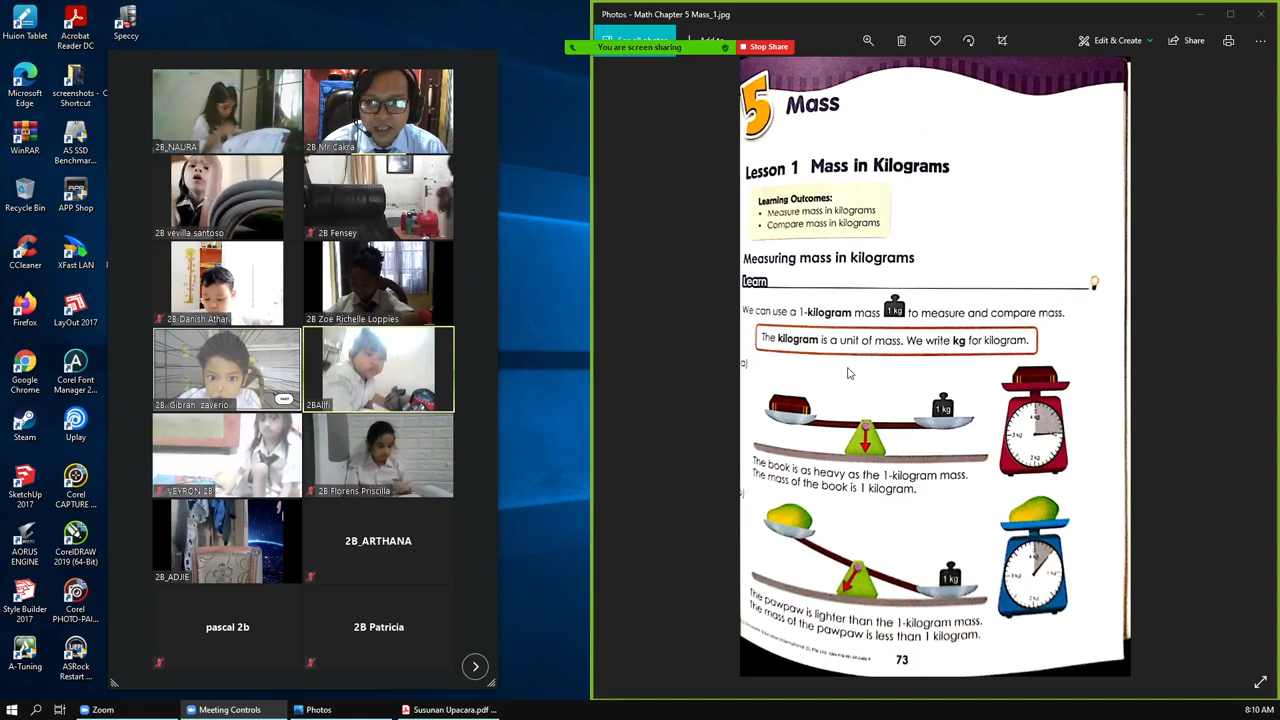 Huion Tablet
Acrobat Reader DC
Speccy
Microsoft Edge
screenshots - Shortcut
WinRAR
AS SSD Benchmar...
Recycle Bin
APP Shop
CCleaner
XFast LAN
Firefox
LayOut 2017
Google Chrome
Corel Font Manager 2...
Steam
Uplay
SketchUp 2017
Corel CAPTURE ...
AORUS ENGINE
CorelDRAW 2019 (64-Bit)
Style Builder 2017
Corel PHOTO-PAI...
A-Tuning
ASRock Restart ...
2B_NAURA
2B Mr Cakra
2B vevilla santoso
2B Fensey
2B Danish Athar
2B Zoe Richelle Loppies
2B. Gibran_zaverio
2BAlifi
VEYRON 2B
2B Florens Priscilla
2B_ADJIE
2B_ARTHANA
pascal 2b
2B Patricia
Photos - Math Chapter 5 Mass_1.jpg
You are screen sharing
Stop Share
Edit & Create
Share
5 Mass
Lesson 1 Mass in Kilograms
Learning Outcomes:
• Measure mass in kilograms
• Compare mass in kilograms
Measuring mass in kilograms
Learn
We can use a 1-kilogram mass 1 kg to measure and compare mass.
The kilogram is a unit of mass. We write kg for kilogram.
a)
1 kg
3 kg
2 kg
The book is as heavy as the 1-kilogram mass.
The mass of the book is 1 kilogram.
1 kg
The pawpaw is lighter than the 1-kilogram mass.
The mass of the pawpaw is less than 1 kilogram.
73
Zoom
Meeting Controls
Photos
Susunan Upacara.pdf ...
8:10 AM